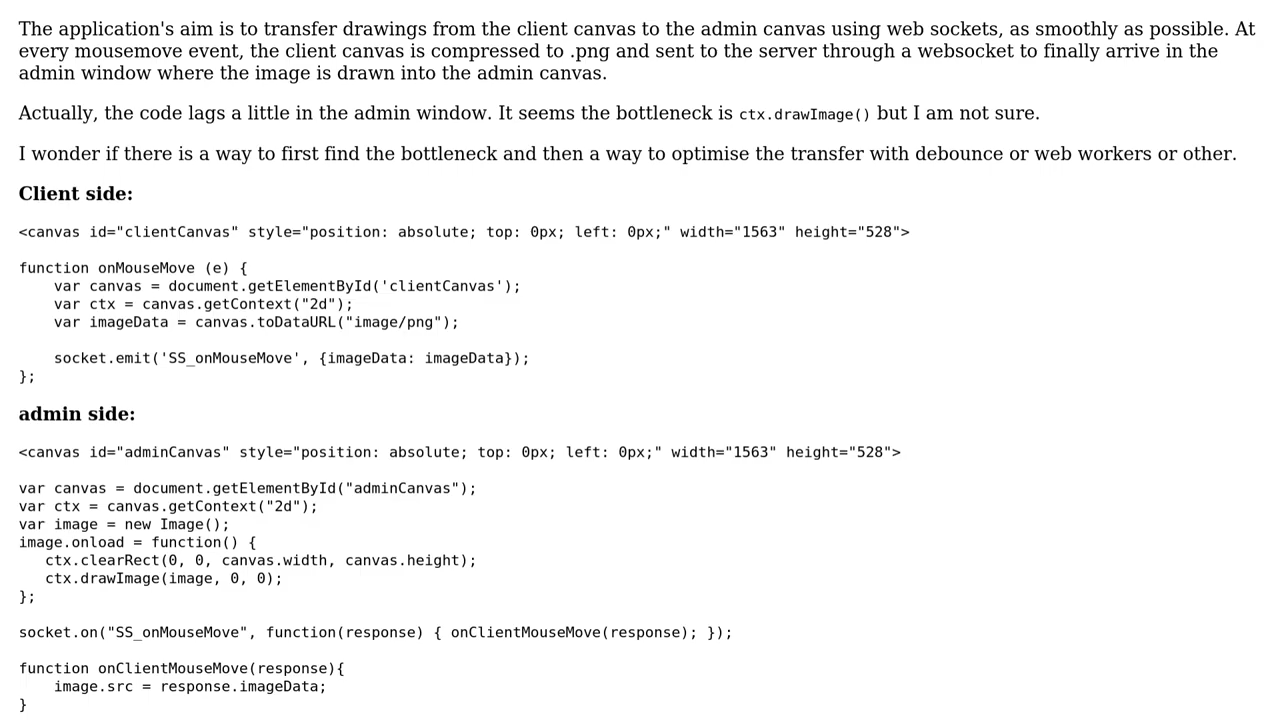 The application's aim is to transfer drawings from the client canvas to the admin canvas using web sockets, as smoothly as possible. At
every mousemove event, the client canvas is compressed to .png and sent to the server through a websocket to finally arrive in the
admin window where the image is drawn into the admin canvas.
Actually, the code lags a little in the admin window. It seems the bottleneck is ctx.drawImage() but I am not sure.
I wonder if there is a way to first find the bottleneck and then a way to optimise the transfer with debounce or web workers or other.
Client side:
<canvas id="clientCanvas" style="position: absolute; top: 0px; left: 0px;" width="1563" height="528">
function onMouseMove (e) {
    var canvas = document.getElementById('clientCanvas');
    var ctx = canvas.getContext("2d");
    var imageData = canvas.toDataURL("image/png");
    socket.emit('SS_onMouseMove', {imageData: imageData});
};
admin side:
<canvas id="adminCanvas" style="position: absolute; top: 0px; left: 0px;" width="1563" height="528">
var canvas = document.getElementById("adminCanvas");
var ctx = canvas.getContext("2d");
var image = new Image();
image.onload = function() {
   ctx.clearRect(0, 0, canvas.width, canvas.height);
   ctx.drawImage(image, 0, 0);
};
socket.on("SS_onMouseMove", function(response) { onClientMouseMove(response); });
function onClientMouseMove(response){
    image.src = response.imageData;
}